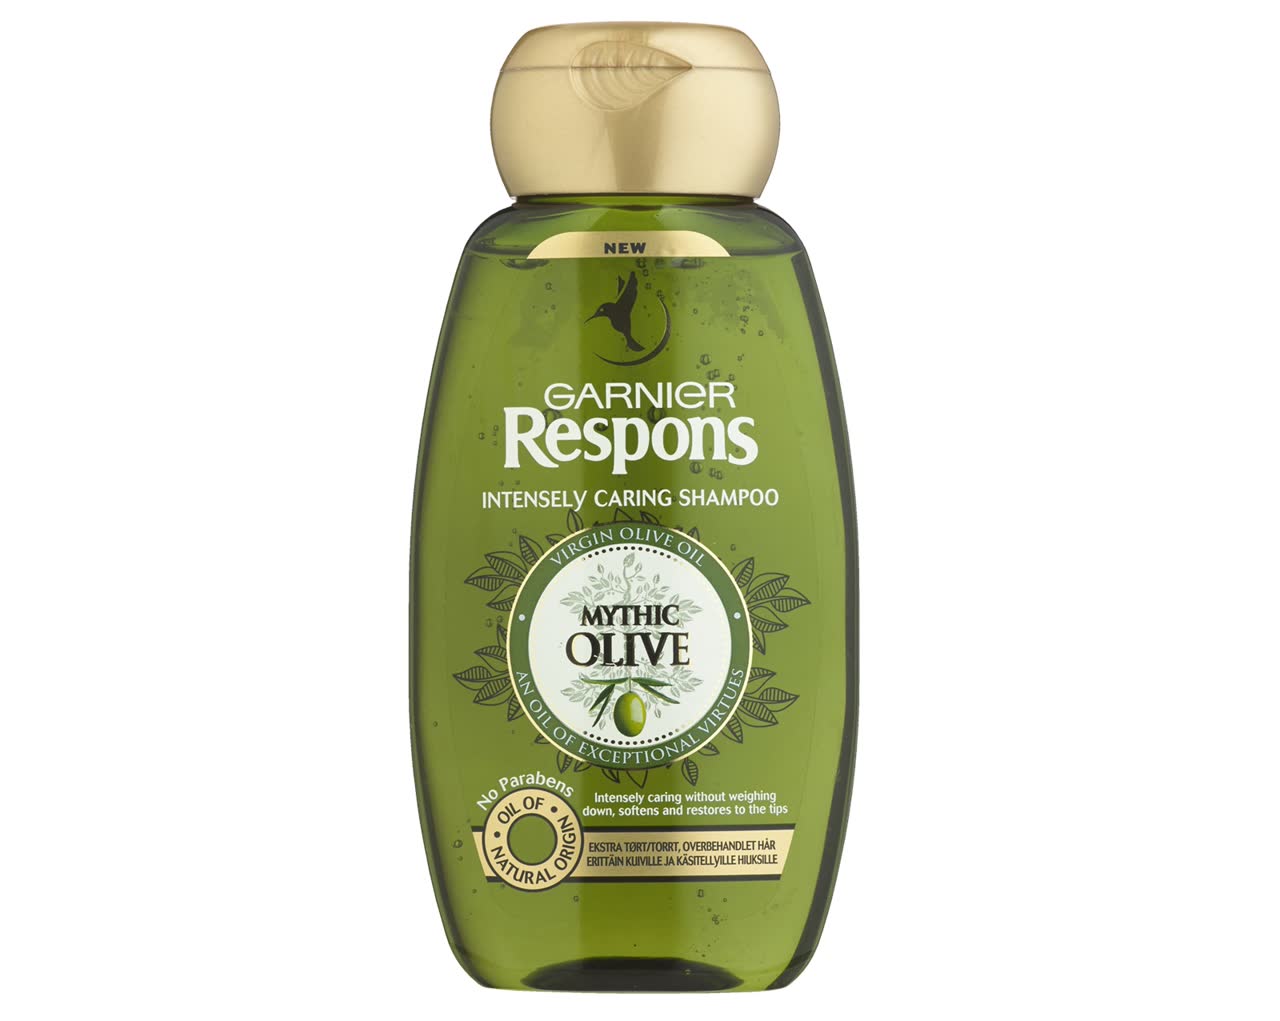 NEW
GARNIER
Respons
INTENSELY CARING SHAMPOO
VIRGIN OLIVE OIL
MYTHIC
OLIVE
AN OIL OF EXCEPTIONAL VIRTUES
No Parabens
OIL OF
NATURAL ORIGIN
Intensely caring without weighing
down, softens and restores to the tips
EKSTRA TØRT/TORRT, OVERBEHANDLET HÅR
ERITTÄIN KUIVILLE JA KÄSITELLYILLE HIUKSILLE